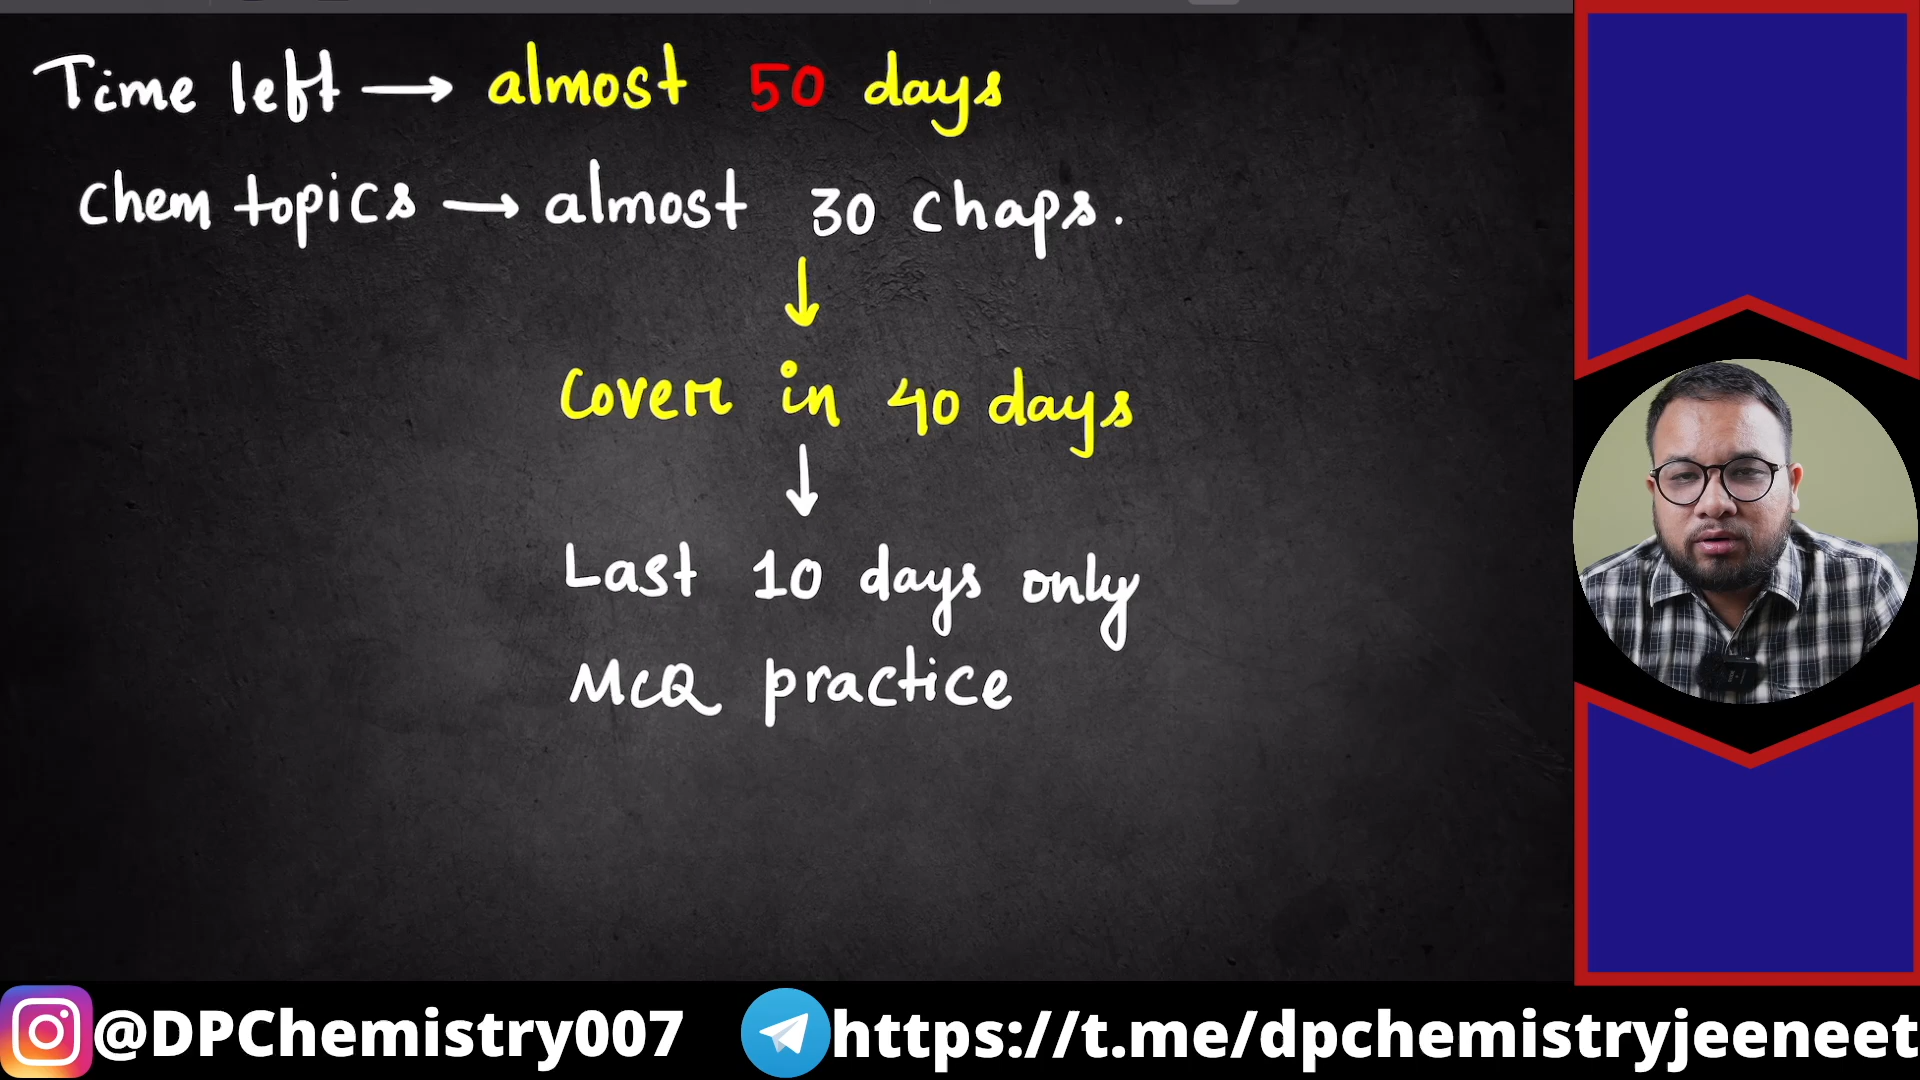 Time left → almost 50 days
Chem topics → almost 30 chaps.
↓
Cover in 40 days
↓
Last 10 days only
MCQ practice
@DPChemistry007
https://t.me/dpchemistryjeeneet